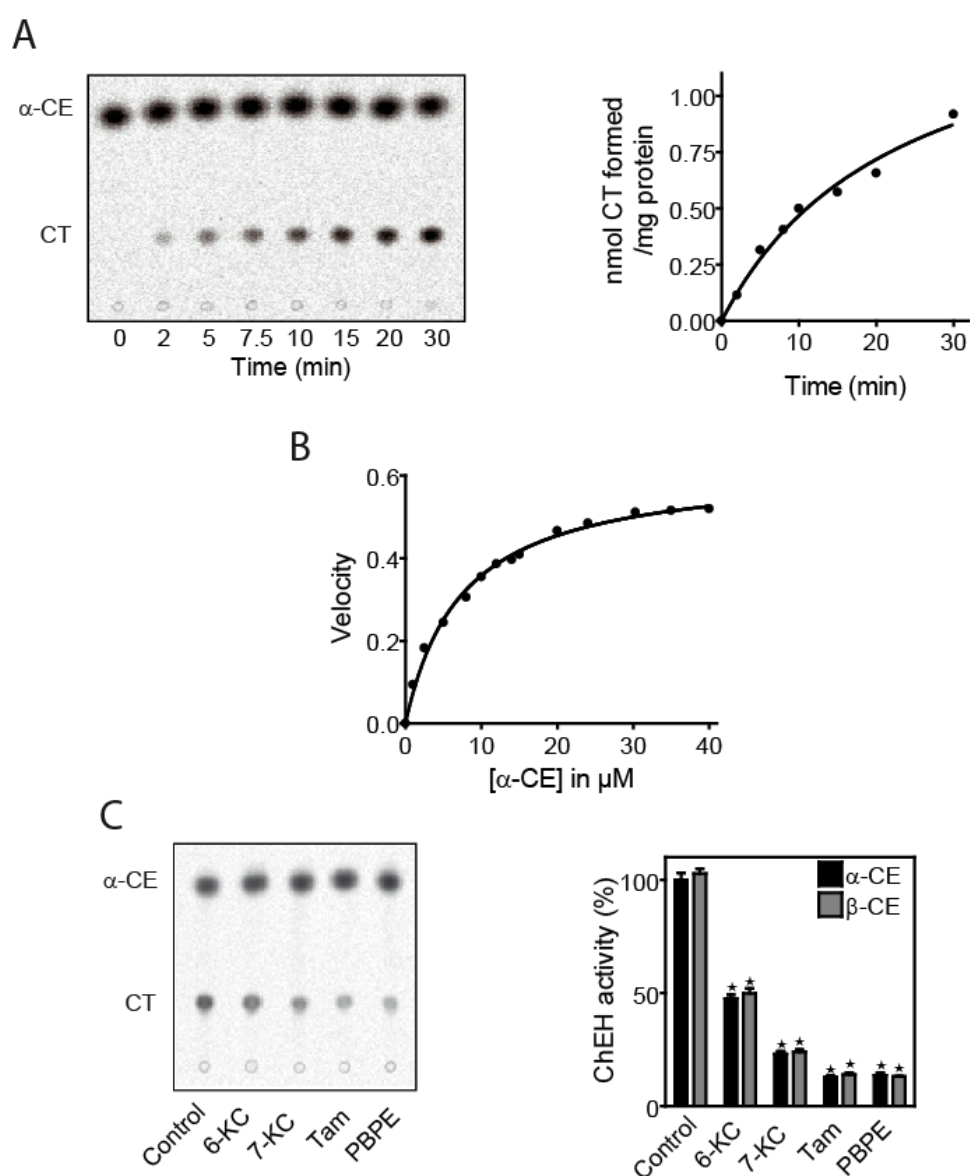 A
α-CE
CT
0 2 5 7.5 10 15 20 30
Time (min)
nmol CT formed
/mg protein
1.00
0.75
0.50
0.25
0.00
0 10 20 30
Time (min)
B
Velocity
0.6
0.4
0.2
0.0
0 10 20 30 40
[α-CE] in µM
C
α-CE
CT
Control 6-KC 7-KC Tam PBPE
ChEH activity (%)
100
50
0
α-CE
β-CE
Control 6-KC 7-KC Tam PBPE